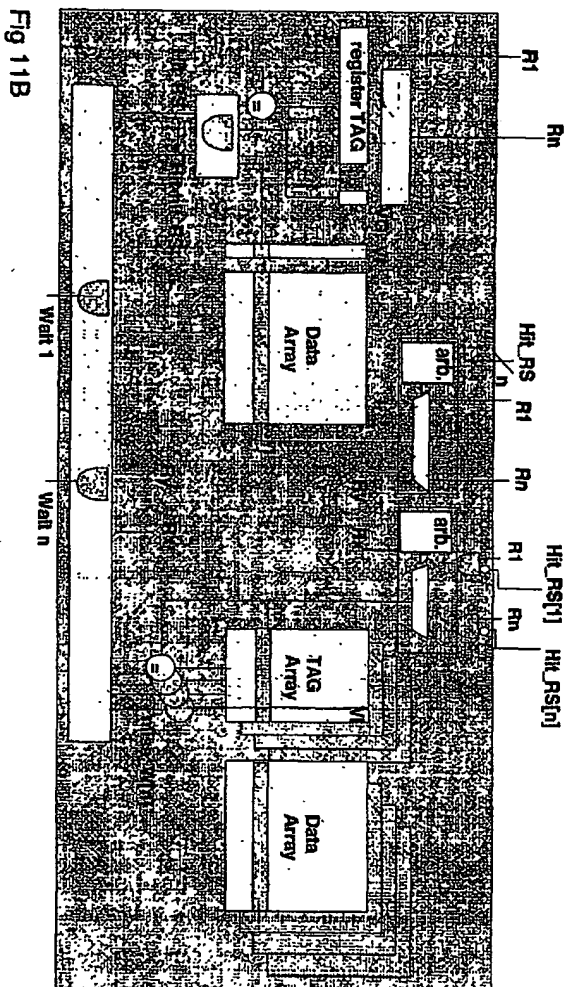 R1
Rn
Hit_RS
n
R1
Rn
Hit_RS[1]
R1
Rn
Hit_RS[n]
register TAG
arb.
arb.
Data
Array
TAG
Array
Data
Array
=
=
Wait 1
Wait n
Fig 11B